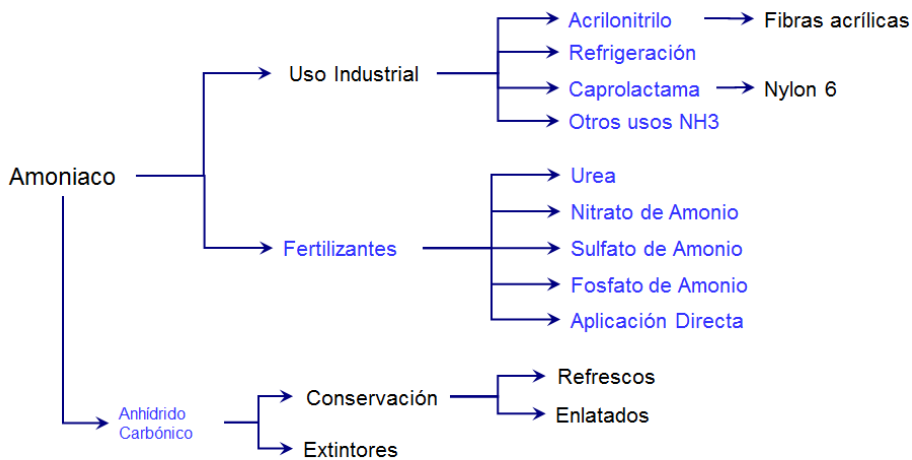 Acrilonitrilo
Fibras acrílicas
Uso Industrial
Refrigeración
Caprolactama
Nylon 6
Otros usos NH3
Amoniaco
Urea
Nitrato de Amonio
Fertilizantes
Sulfato de Amonio
Fosfato de Amonio
Aplicación Directa
Refrescos
Conservación
Enlatados
Anhídrido
Carbónico
Extintores